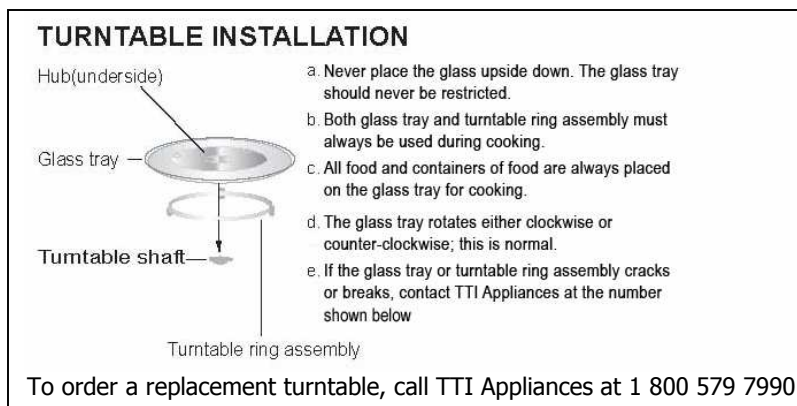 TURNTABLE INSTALLATION
Hub(underside)
Glass tray
Turntable shaft
Turntable ring assembly
a. Never place the glass upside down. The glass tray
should never be restricted.
b. Both glass tray and turntable ring assembly must
always be used during cooking.
c. All food and containers of food are always placed
on the glass tray for cooking.
d. The glass tray rotates either clockwise or
counter-clockwise; this is normal.
e. If the glass tray or turntable ring assembly cracks
or breaks, contact TTI Appliances at the number
shown below
To order a replacement turntable, call TTI Appliances at 1 800 579 7990